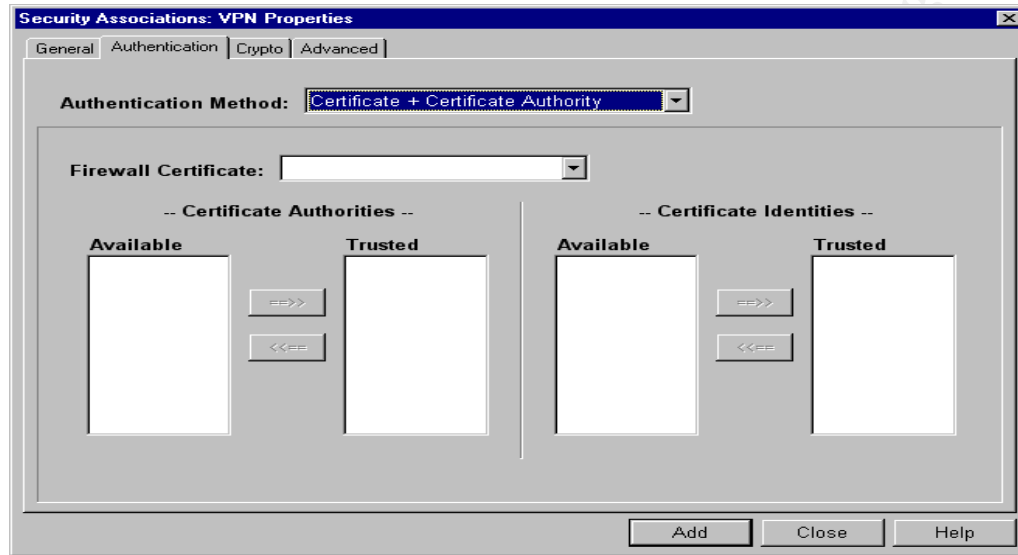 Security Associations: VPN Properties
General Authentication Crypto Advanced
Authentication Method: Certificate + Certificate Authority
Firewall Certificate:
-- Certificate Authorities --
Available Trusted
==>>
<<==
-- Certificate Identities --
Available Trusted
==>>
<<==
Add Close Help